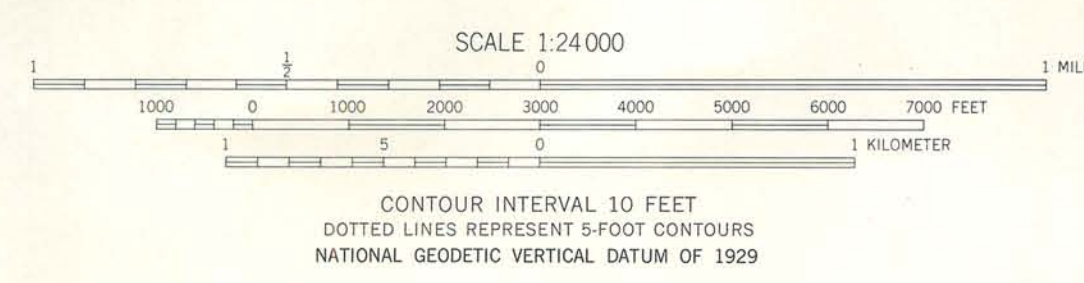 SCALE 1:24 000
1 1/2 0 1 MILE
1000 0 1000 2000 3000 4000 5000 6000 7000 FEET
1 5 0 1 KILOMETER
CONTOUR INTERVAL 10 FEET
DOTTED LINES REPRESENT 5-FOOT CONTOURS
NATIONAL GEODETIC VERTICAL DATUM OF 1929